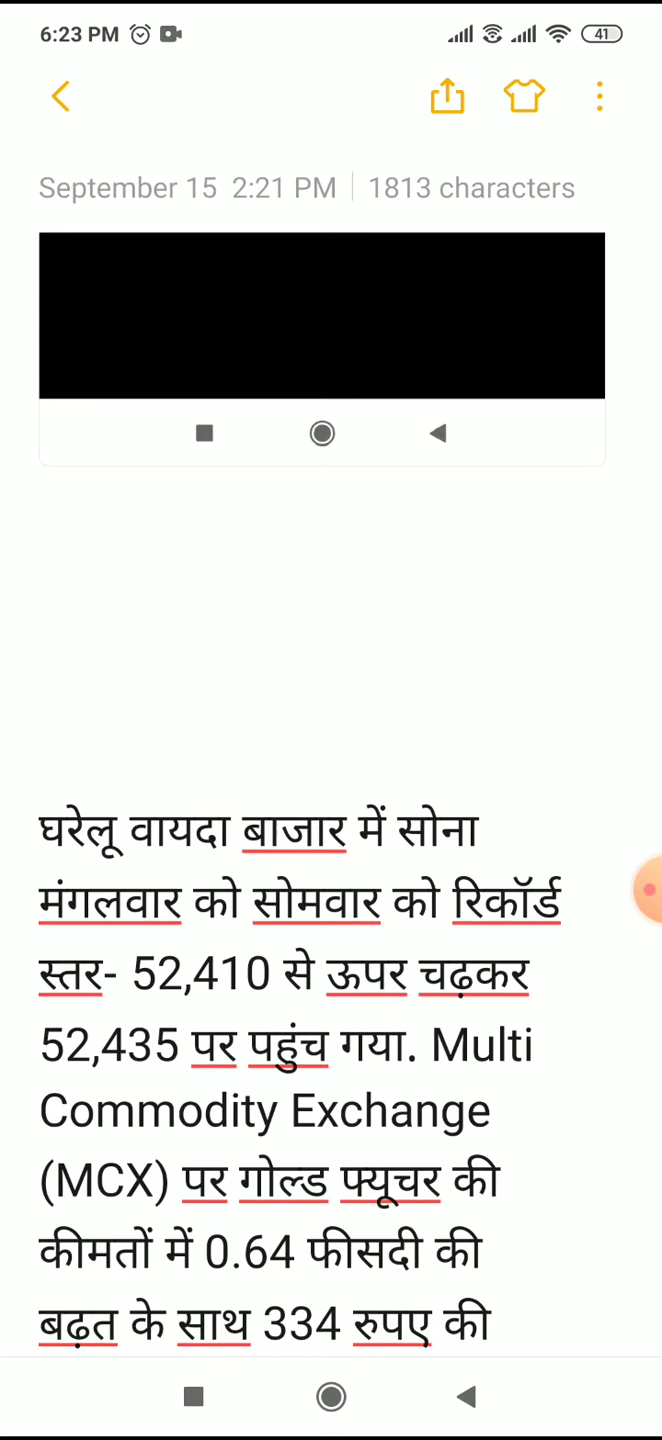 6:23 PM 41
September 15 2:21 PM 1813 characters
घरेलू वायदा बाजार में सोना
मंगलवार को सोमवार को रिकॉर्ड
स्तर- 52,410 से ऊपर चढ़कर
52,435 पर पहुंच गया. Multi
Commodity Exchange
(MCX) पर गोल्ड फ्यूचर की
कीमतों में 0.64 फीसदी की
बढ़त के साथ 334 रुपए की